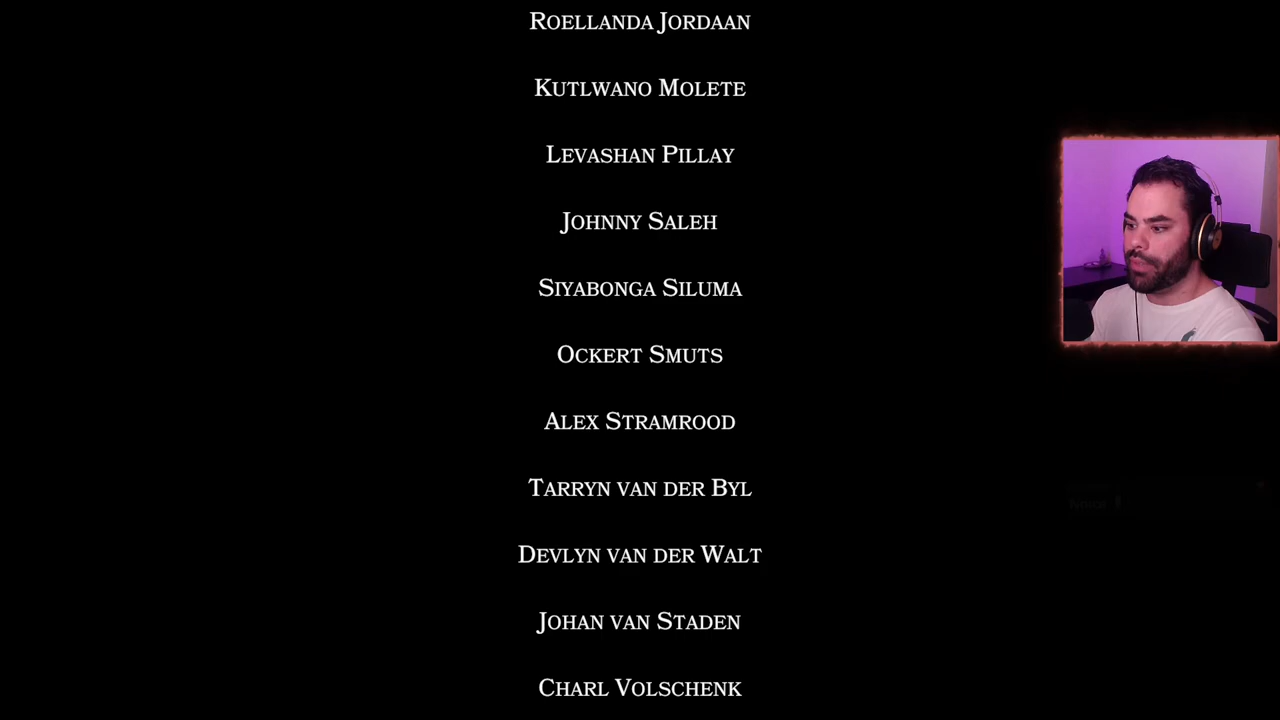 Roellanda Jordaan
Kutlwano Molete
Levashan Pillay
Johnny Saleh
Siyabonga Siluma
Ockert Smuts
Alex Stramrood
Tarryn van der Byl
Devlyn van der Walt
Johan van Staden
Charl Volschenk